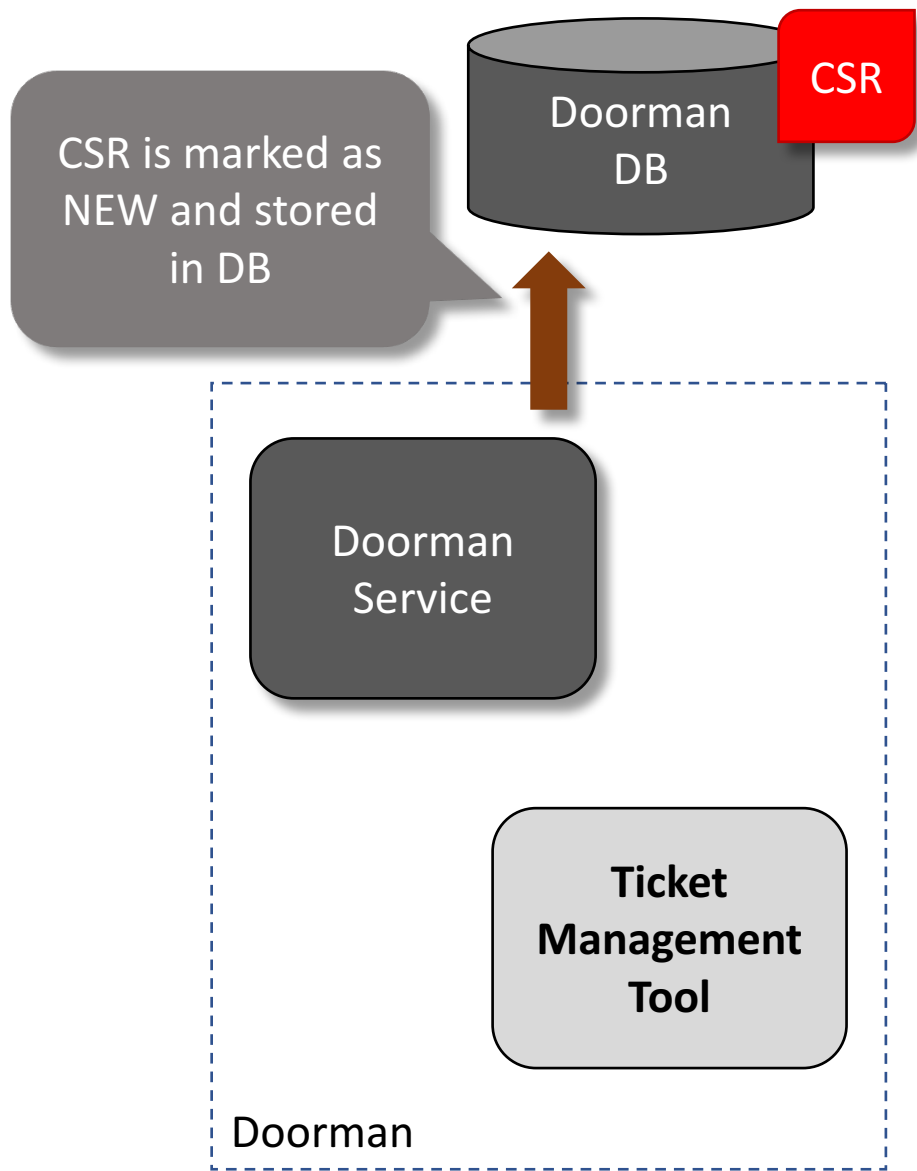 CSR
Doorman
DB
CSR is marked as
NEW and stored
in DB
Doorman
Service
Ticket
Management
Tool
Doorman